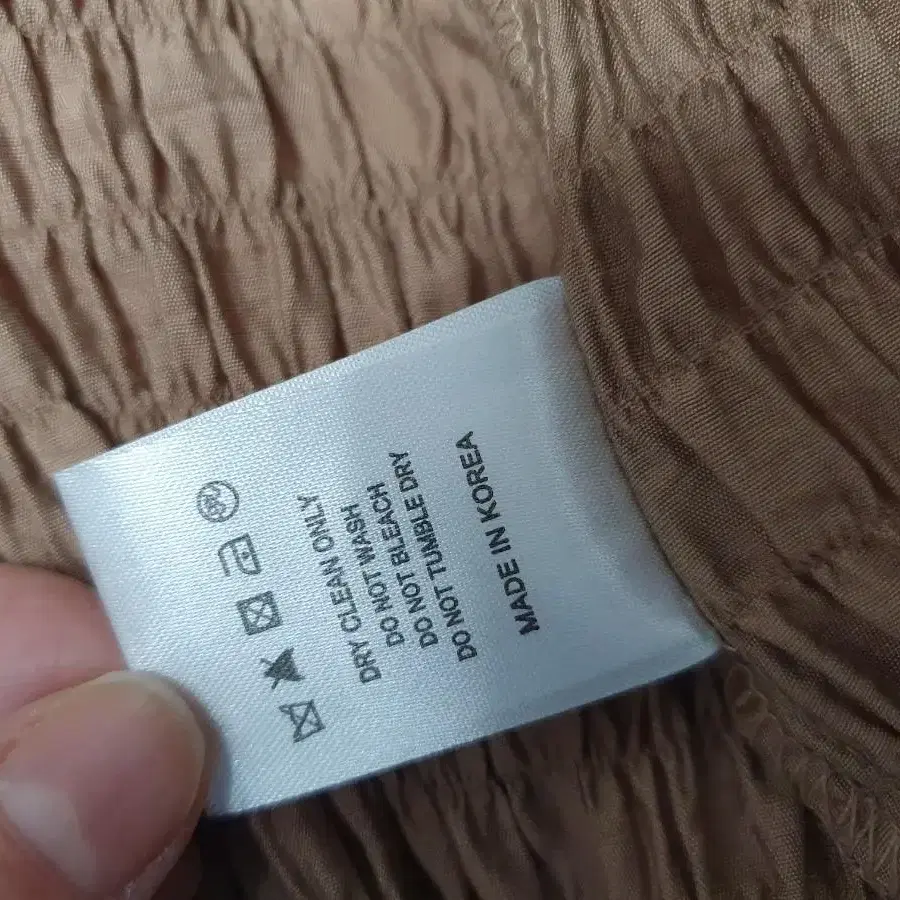 DRY CLEAN ONLY
DO NOT WASH
DO NOT BLEACH
DO NOT TUMBLE DRY
MADE IN KOREA